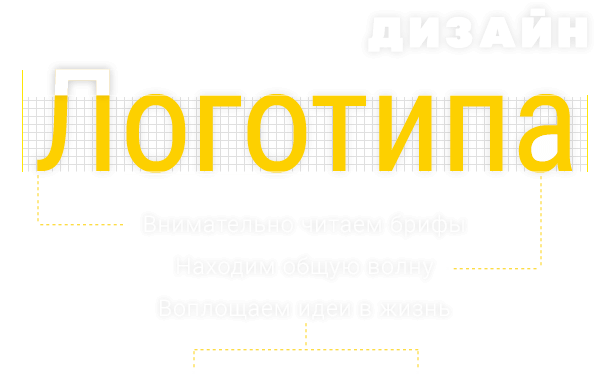 ДИЗАЙН
Логотипа
Внимательно читаем брифы
Находим общую волну
Воплощаем идеи в жизнь